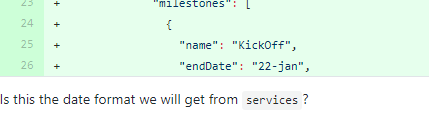 23 + "milestones": [
24 + {
25 + "name": "KickOff",
26 + "endDate": "22-jan",
Is this the date format we will get from services?